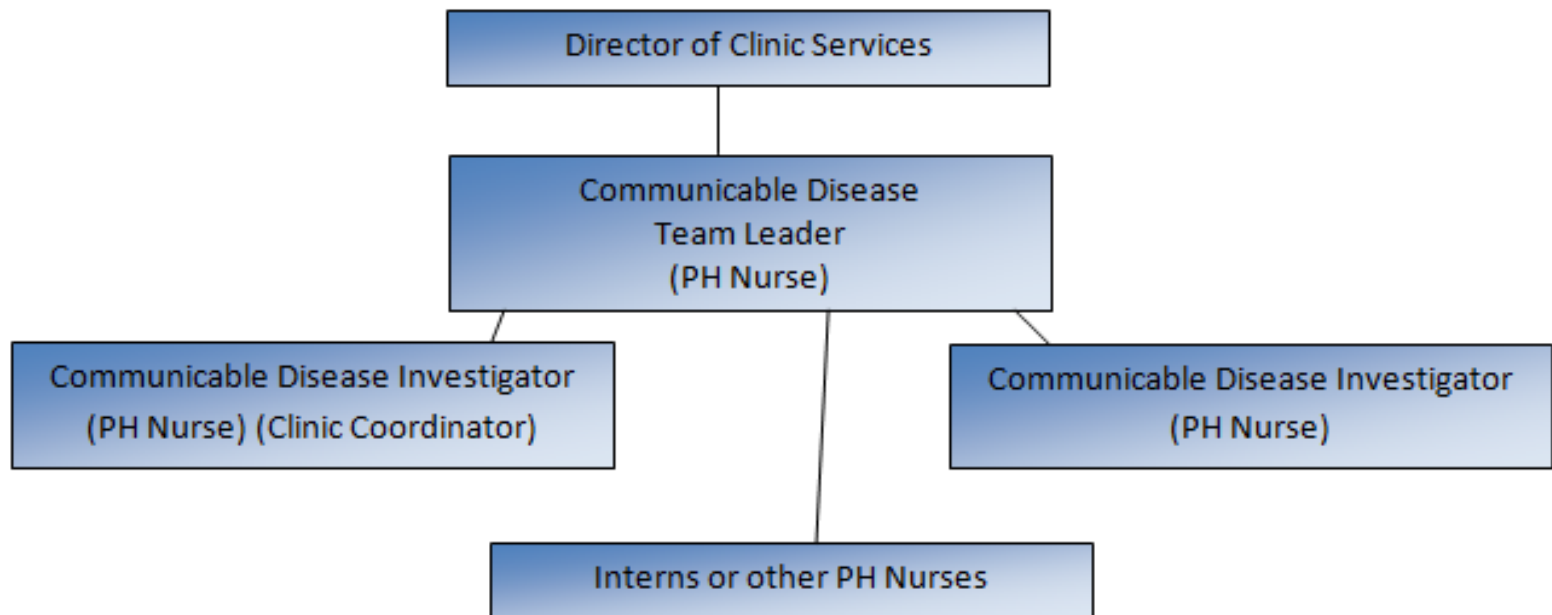 Director of Clinic Services
Communicable Disease
Team Leader
(PH Nurse)
Communicable Disease Investigator
(PH Nurse) (Clinic Coordinator)
Communicable Disease Investigator
(PH Nurse)
Interns or other PH Nurses